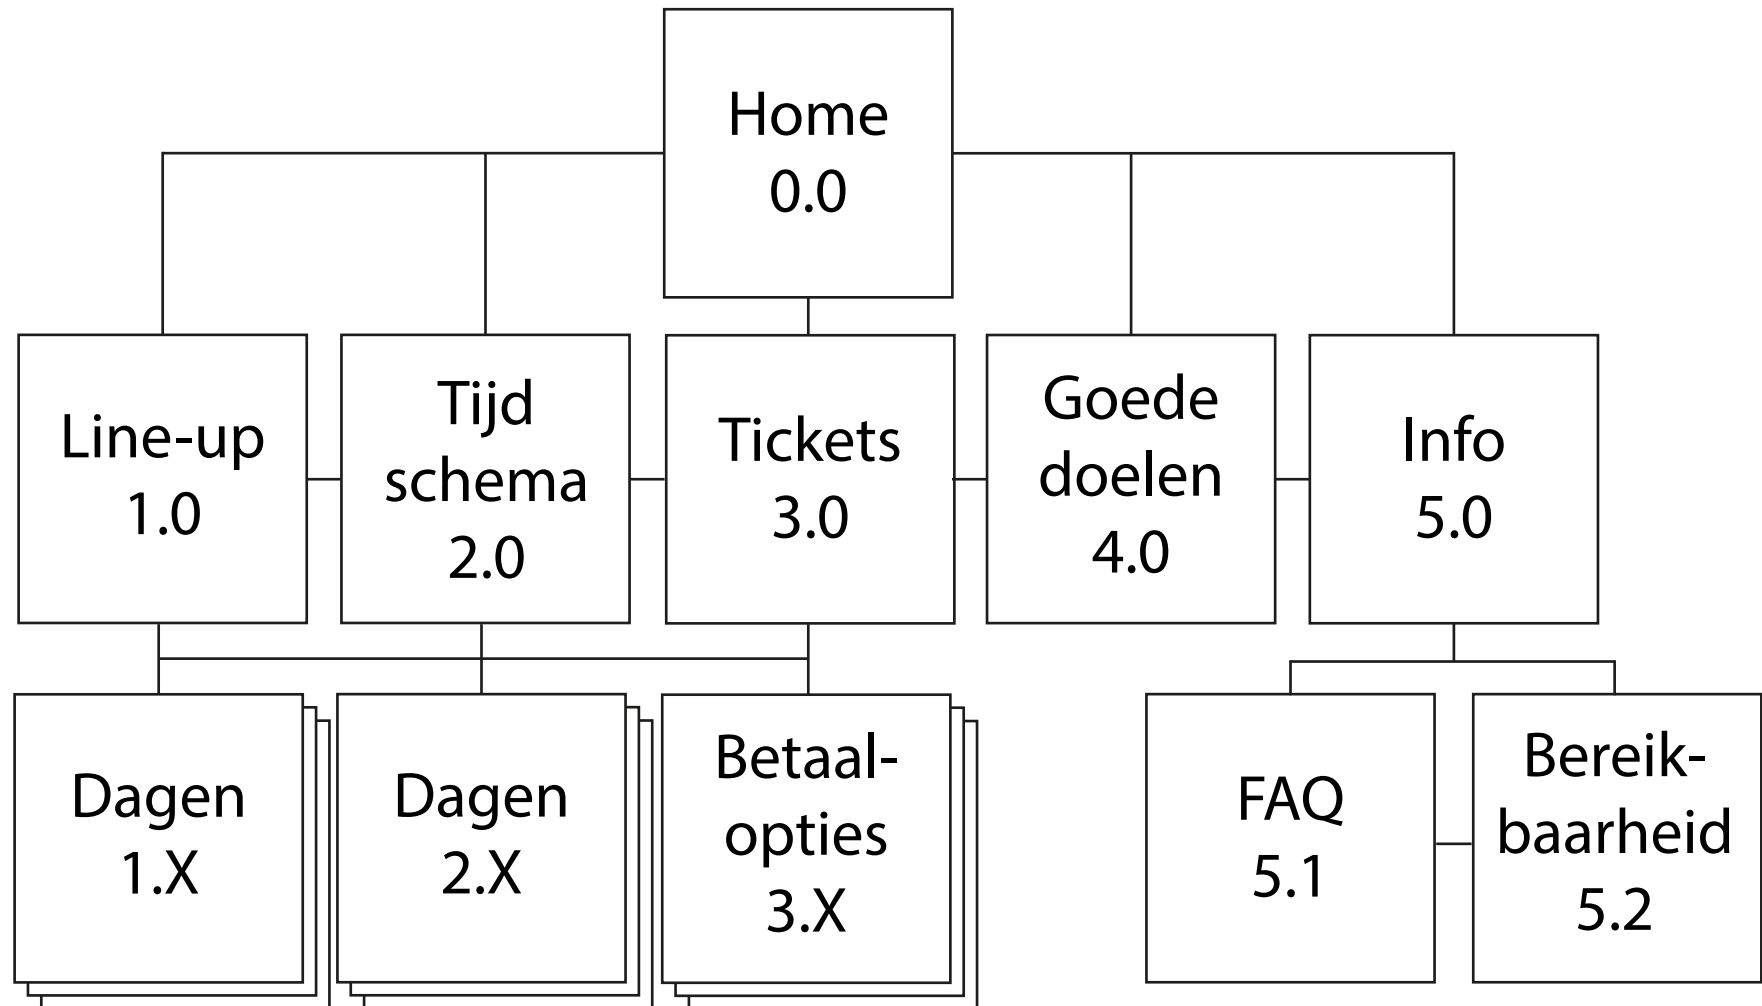 Home
0.0
Line-up
1.0
Tijd
schema
2.0
Tickets
3.0
Goede
doelen
4.0
Info
5.0
Dagen
1.X
Dagen
2.X
Betaal-
opties
3.X
FAQ
5.1
Bereik-
baarheid
5.2